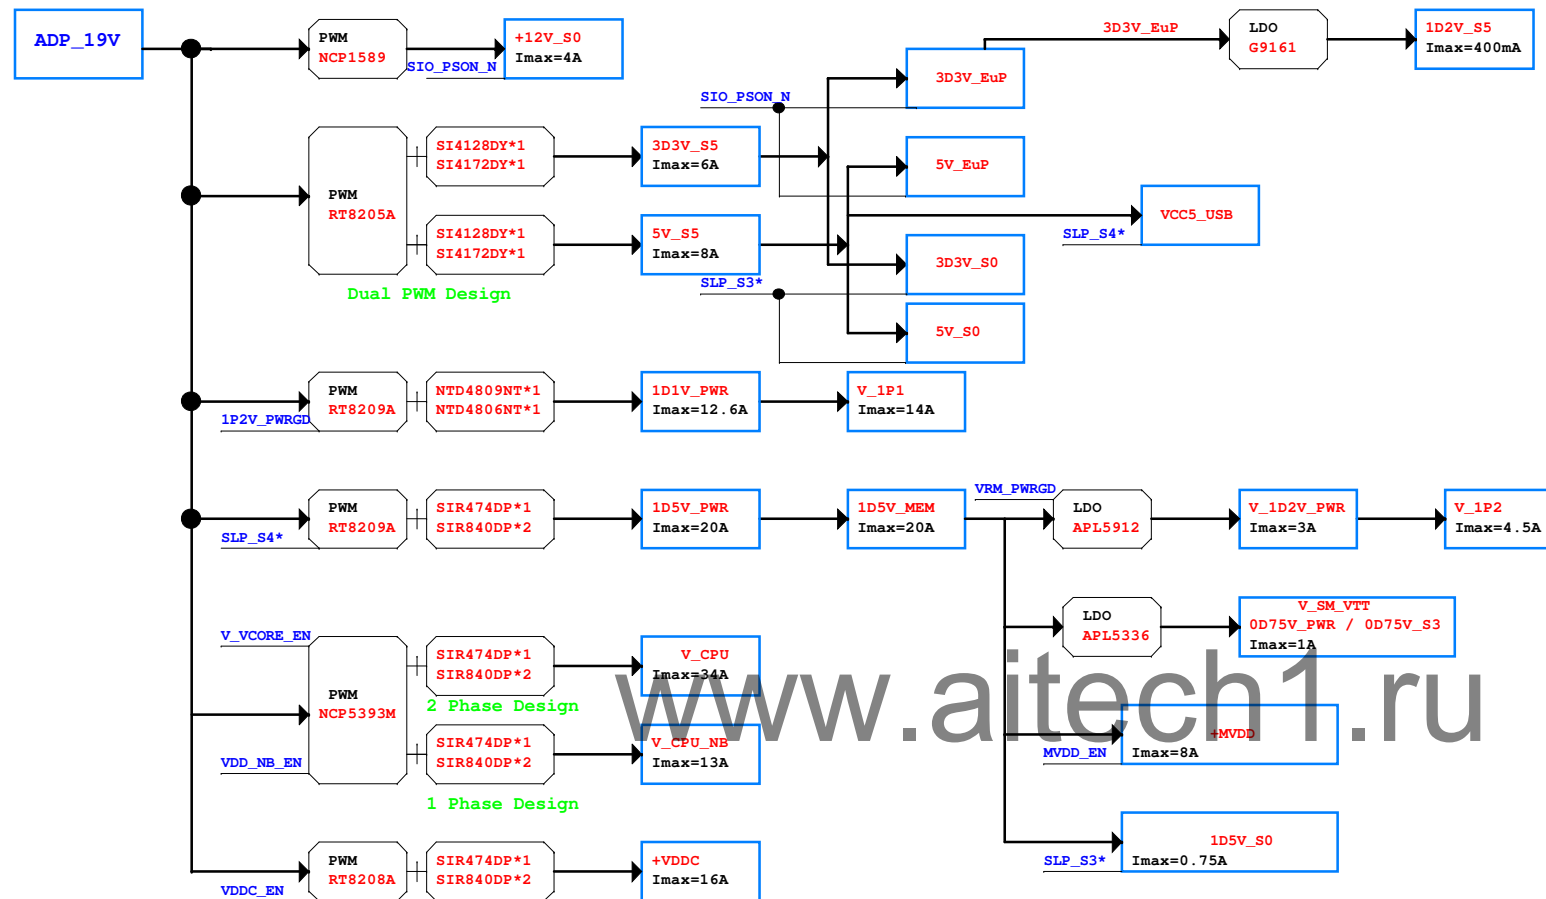 ADP_19V
PWM
NCP1589
SIO_PSON_N
+12V_S0
Imax=4A
3D3V_EuP
LDO
G9161
1D2V_S5
Imax=400mA
3D3V_EuP
SIO_PSON_N
PWM
RT8205A
SI4128DY*1
SI4172DY*1
3D3V_S5
Imax=6A
5V_EuP
SI4128DY*1
SI4172DY*1
5V_S5
Imax=8A
VCC5_USB
SLP_S4*
3D3V_S0
SLP_S3*
Dual PWM Design
5V_S0
PWM
RT8209A
1P2V_PWRGD
NTD4809NT*1
NTD4806NT*1
1D1V_PWR
Imax=12.6A
V_1P1
Imax=14A
PWM
RT8209A
SLP_S4*
SIR474DP*1
SIR840DP*2
1D5V_PWR
Imax=20A
1D5V_MEM
Imax=20A
VRM_PWRGD
LDO
APL5912
V_1D2V_PWR
Imax=3A
V_1P2
Imax=4.5A
LDO
APL5336
V_SM_VTT
0D75V_PWR / 0D75V_S3
Imax=1A
V_VCORE_EN
PWM
NCP5393M
VDD_NB_EN
SIR474DP*1
SIR840DP*2
2 Phase Design
V_CPU
Imax=34A
SIR474DP*1
SIR840DP*2
1 Phase Design
V_CPU_NB
Imax=13A
www.aitech1.ru
+MVDD
MVDD_EN
Imax=8A
1D5V_S0
SLP_S3*
Imax=0.75A
PWM
RT8208A
VDDC_EN
SIR474DP*1
SIR840DP*2
+VDDC
Imax=16A